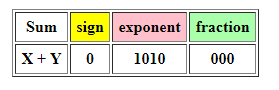 Sum sign exponent fraction
X + Y 0 1010 000